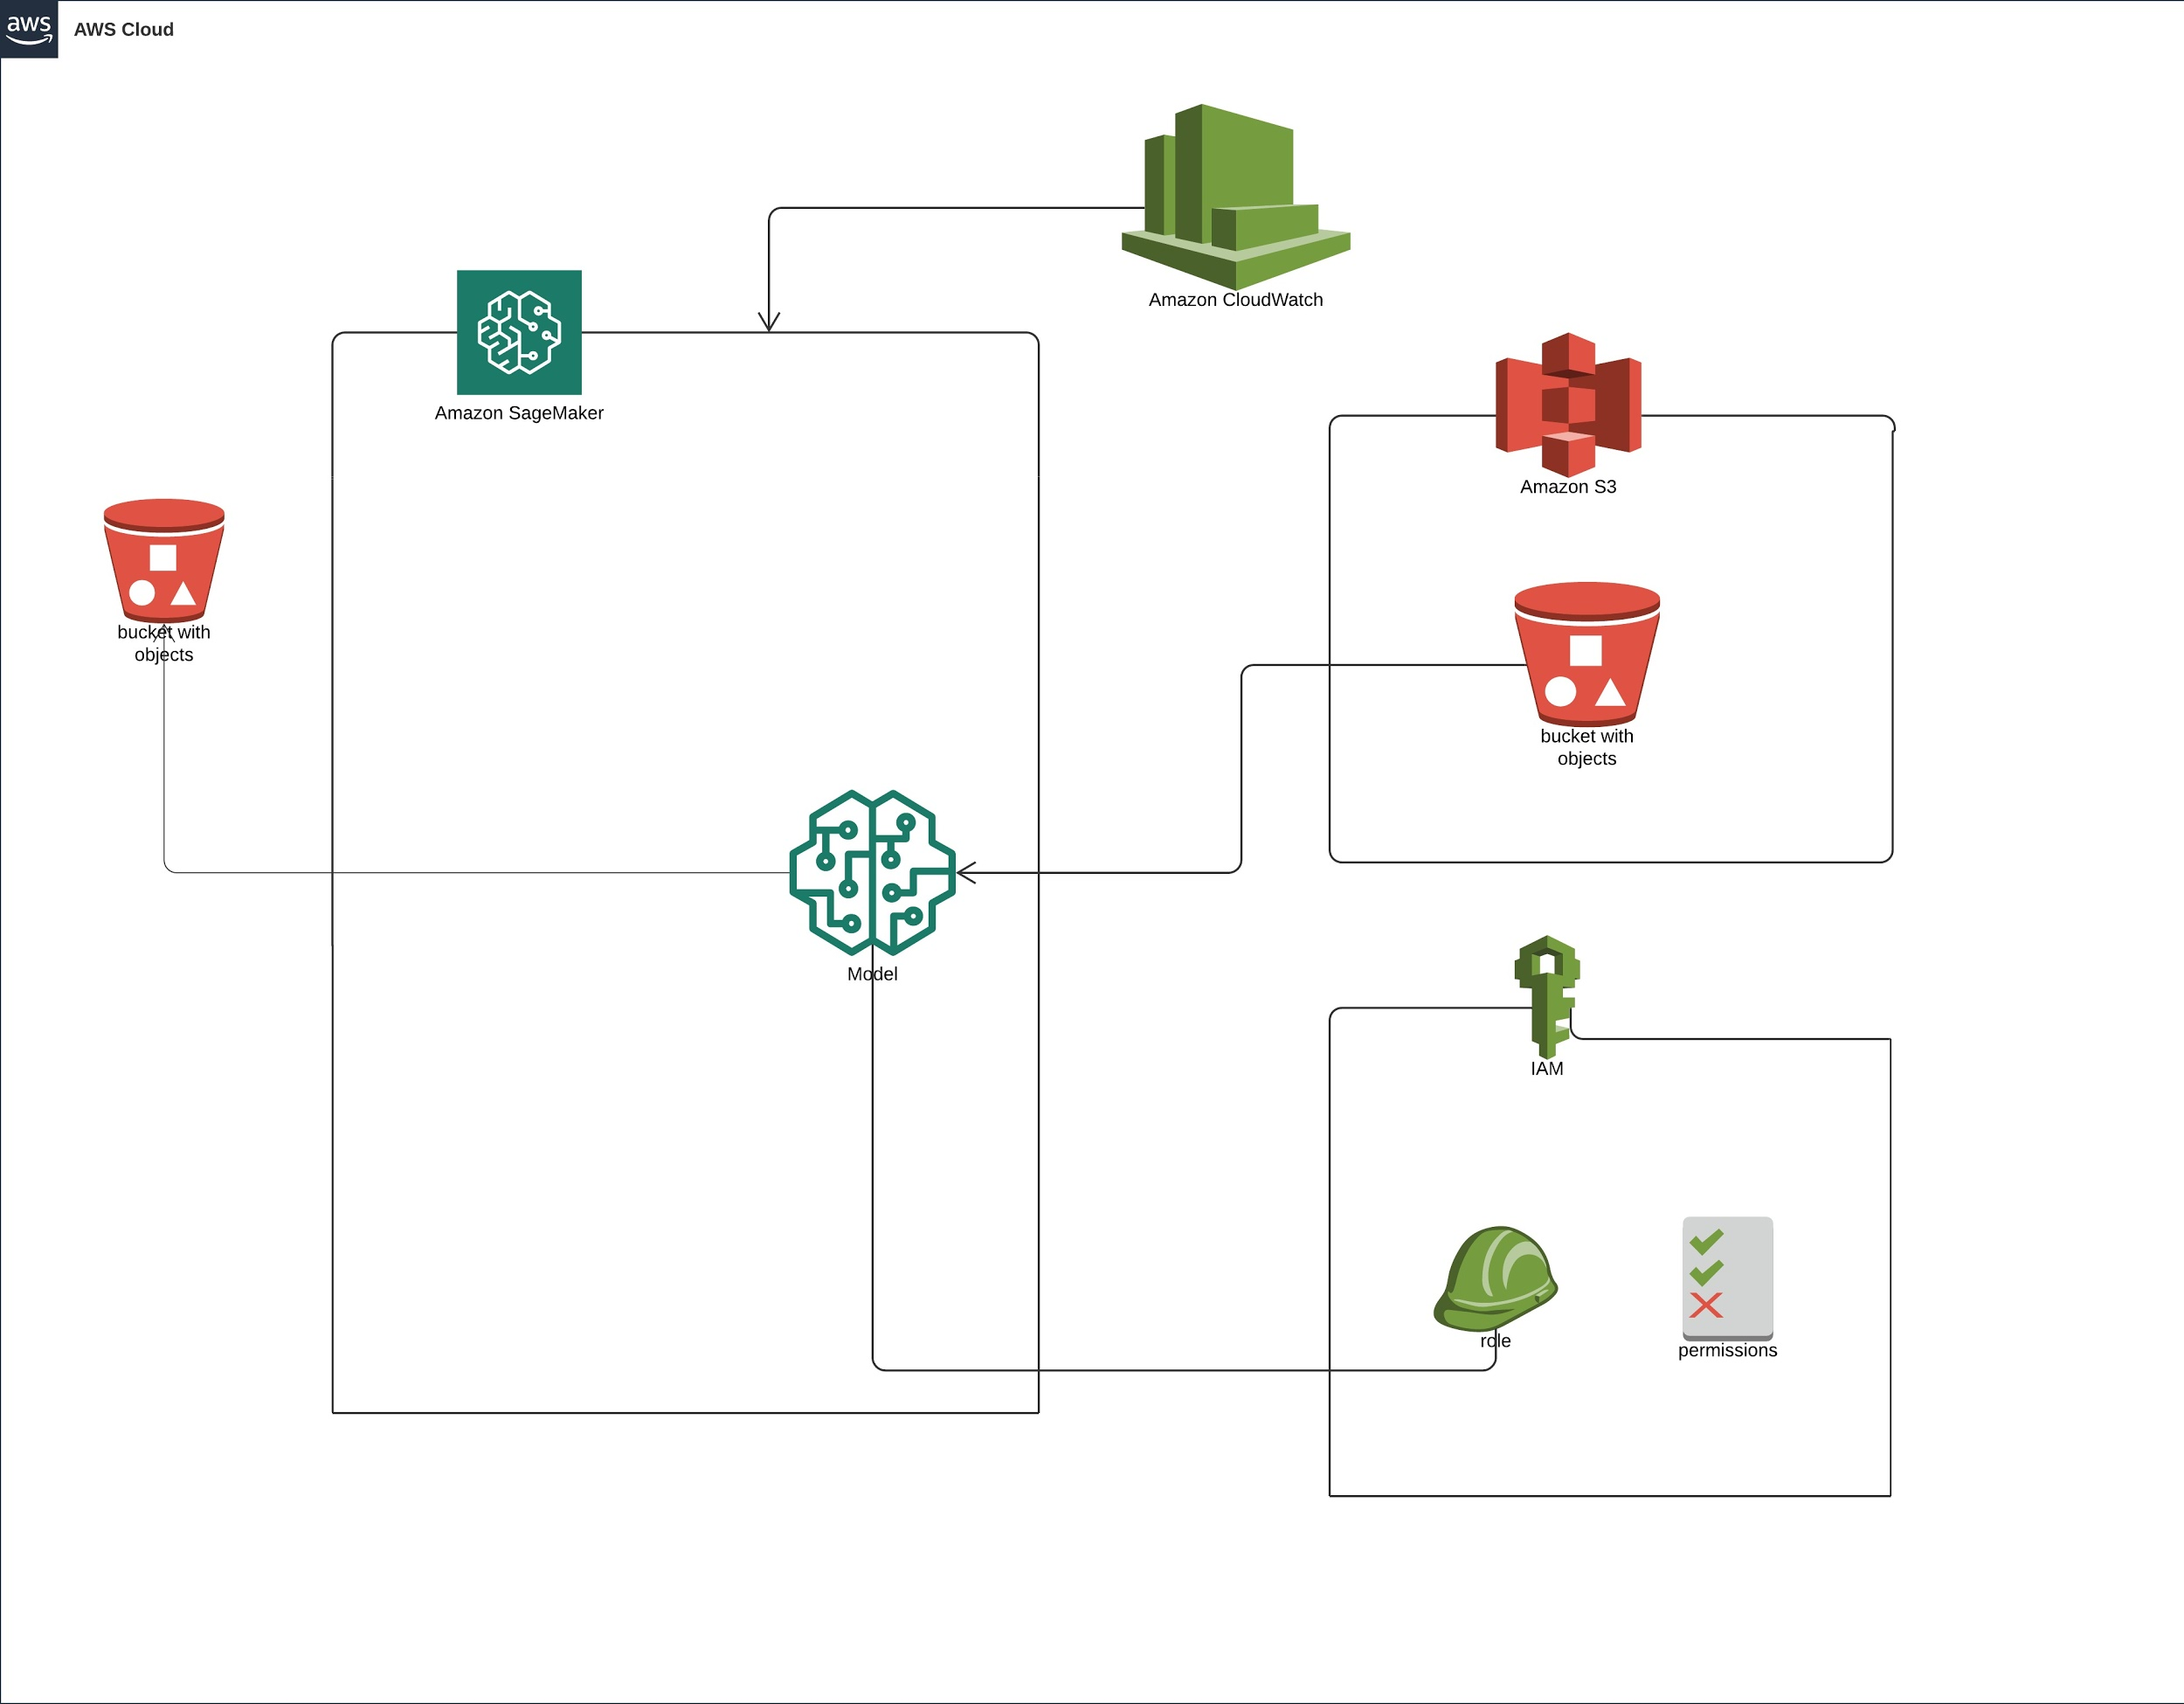 aws
AWS Cloud
Amazon CloudWatch
Amazon SageMaker
Amazon S3
bucket with
objects
bucket with
objects
Model
IAM
role
permissions